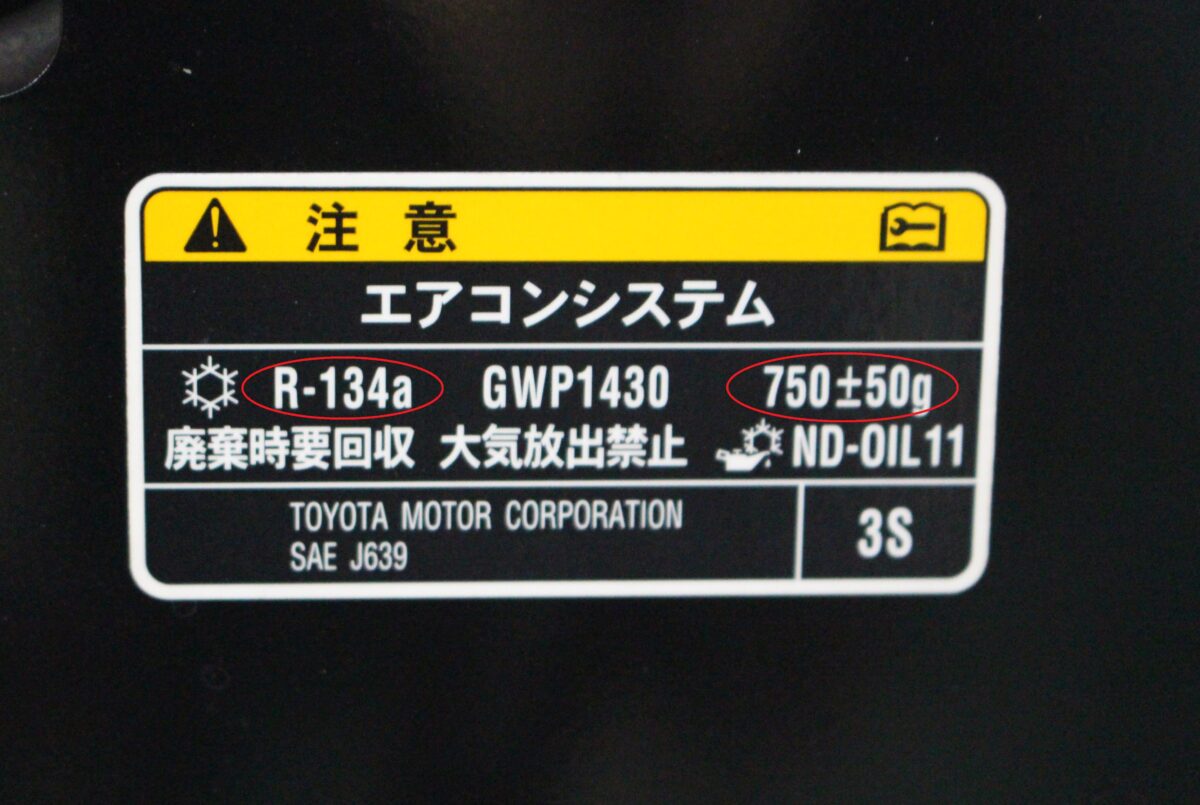 注意
エアコンシステム
R-134a GWP1430 750±50g
廃棄時要回収 大気放出禁止 ND-OIL11
TOYOTA MOTOR CORPORATION
SAE J639
3S